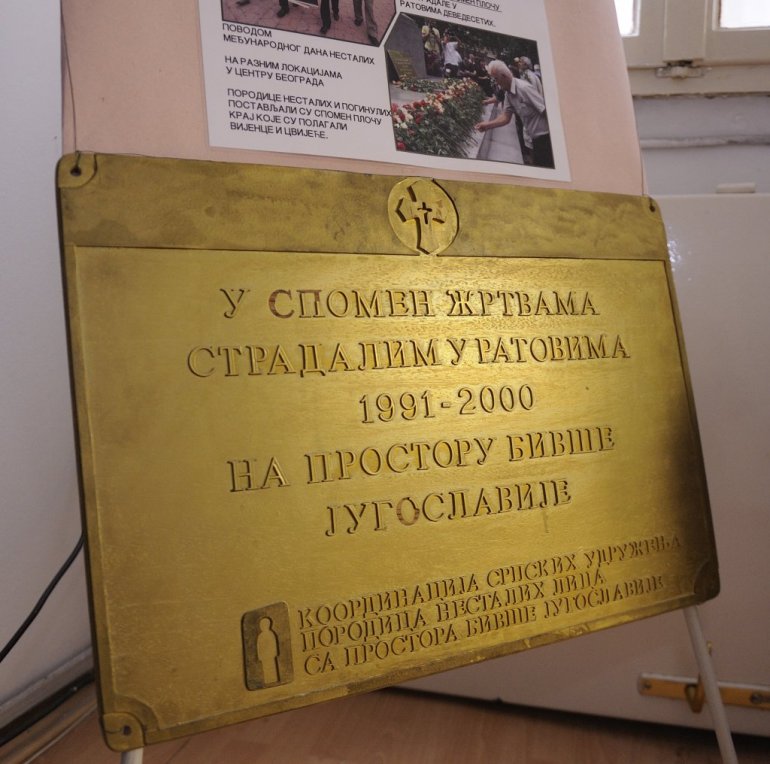 СПОМЕН ПЛОЧУ
У
РАТОВИМА ДЕВЕДЕСЕТИХ.
ПОВОДОМ
МЕЂУНАРОДНОГ ДАНА НЕСТАЛИХ
НА РАЗНИМ ЛОКАЦИЈАМА
У ЦЕНТРУ БЕОГРАДА
ПОРОДИЦЕ НЕСТАЛИХ И ПОГИНУЛИХ
ПОСТАВЉАЛИ СУ СПОМЕН ПЛОЧУ
КРАЈ КОЈЕ СУ ПОЛАГАЛИ
ВИЈЕНЦЕ И ЦВИЈЕЋЕ.
У СПОМЕН ЖРТВАМА
СТРАДАЛИМ У РАТОВИМА
1991-2000
НА ПРОСТОРУ БИВШЕ
ЈУГОСЛАВИЈЕ
КООРДИНАЦИЈА СРПСКИХ УДРУЖЕЊА
ПОРОДИЦА НЕСТАЛИХ ЛИЦА
СА ПРОСТОРА БИВШЕ ЈУГОСЛАВИЈЕ